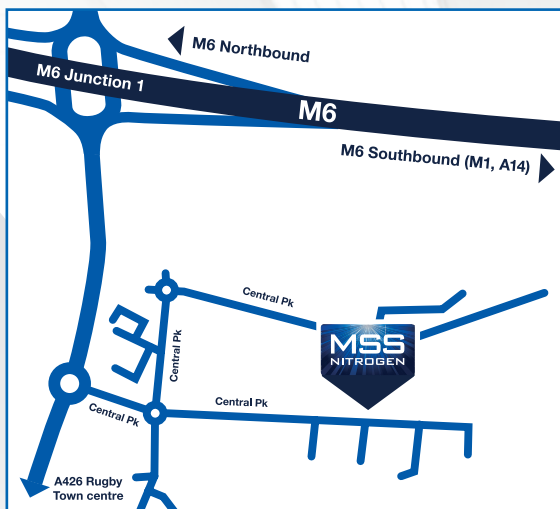 M6 Northbound
M6 Junction 1
M6
M6 Southbound (M1, A14)
Central Pk
Central Pk
MSS
NITROGEN
Central Pk
Central Pk
A426 Rugby
Town centre